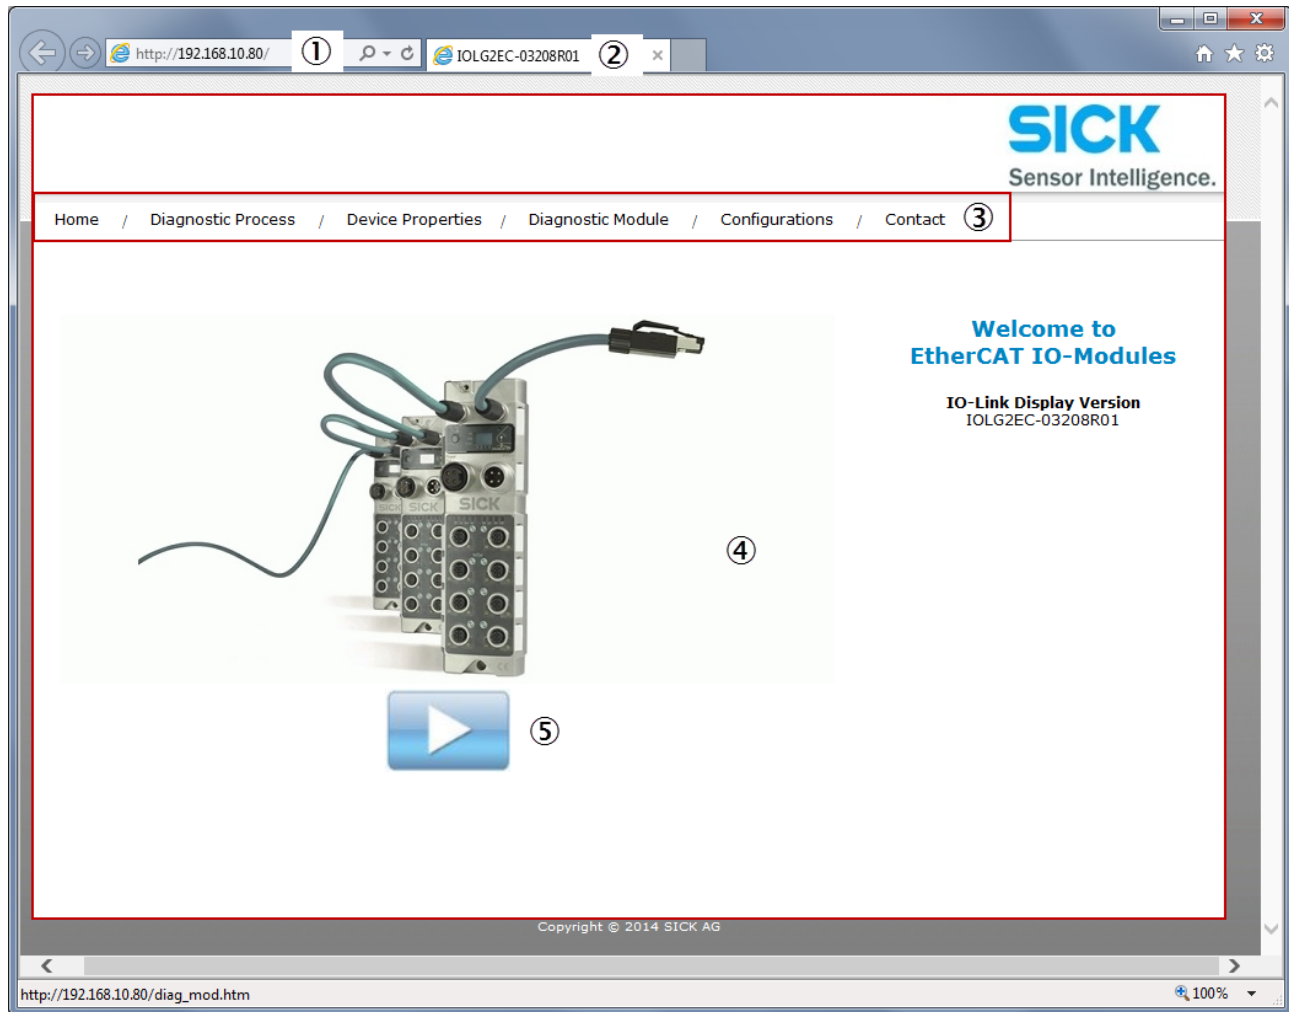 http://192.168.10.80/ ① IOLG2EC-03208R01 ②
SICK
Sensor Intelligence.
Home / Diagnostic Process / Device Properties / Diagnostic Module / Configurations / Contact ③
Welcome to
EtherCAT IO-Modules
IO-Link Display Version
IOLG2EC-03208R01
SICK SICK SICK
④
⑤
Copyright © 2014 SICK AG
http://192.168.10.80/diag_mod.htm 100%